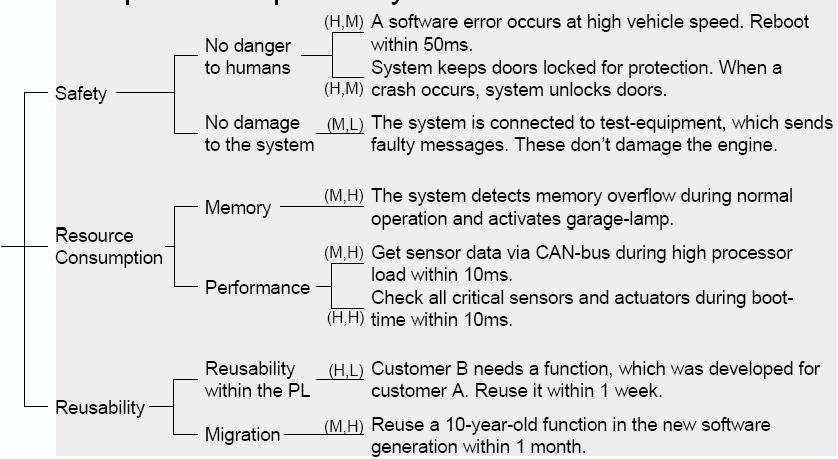 (H,M) A software error occurs at high vehicle speed. Reboot
No danger within 50ms.
to humans System keeps doors locked for protection. When a
(H,M) crash occurs, system unlocks doors.
Safety
No damage (M,L) The system is connected to test-equipment, which sends
to the system faulty messages. These don't damage the engine.
Memory (M,H) The system detects memory overflow during normal
operation and activates garage-lamp.
Resource
Consumption
(M,H) Get sensor data via CAN-bus during high processor
load within 10ms.
Performance
Check all critical sensors and actuators during boot-
(H,H) time within 10ms.
Reusability (H,L) Customer B needs a function, which was developed for
within the PL customer A. Reuse it within 1 week.
Reusability
Migration (M,H) Reuse a 10-year-old function in the new software
generation within 1 month.